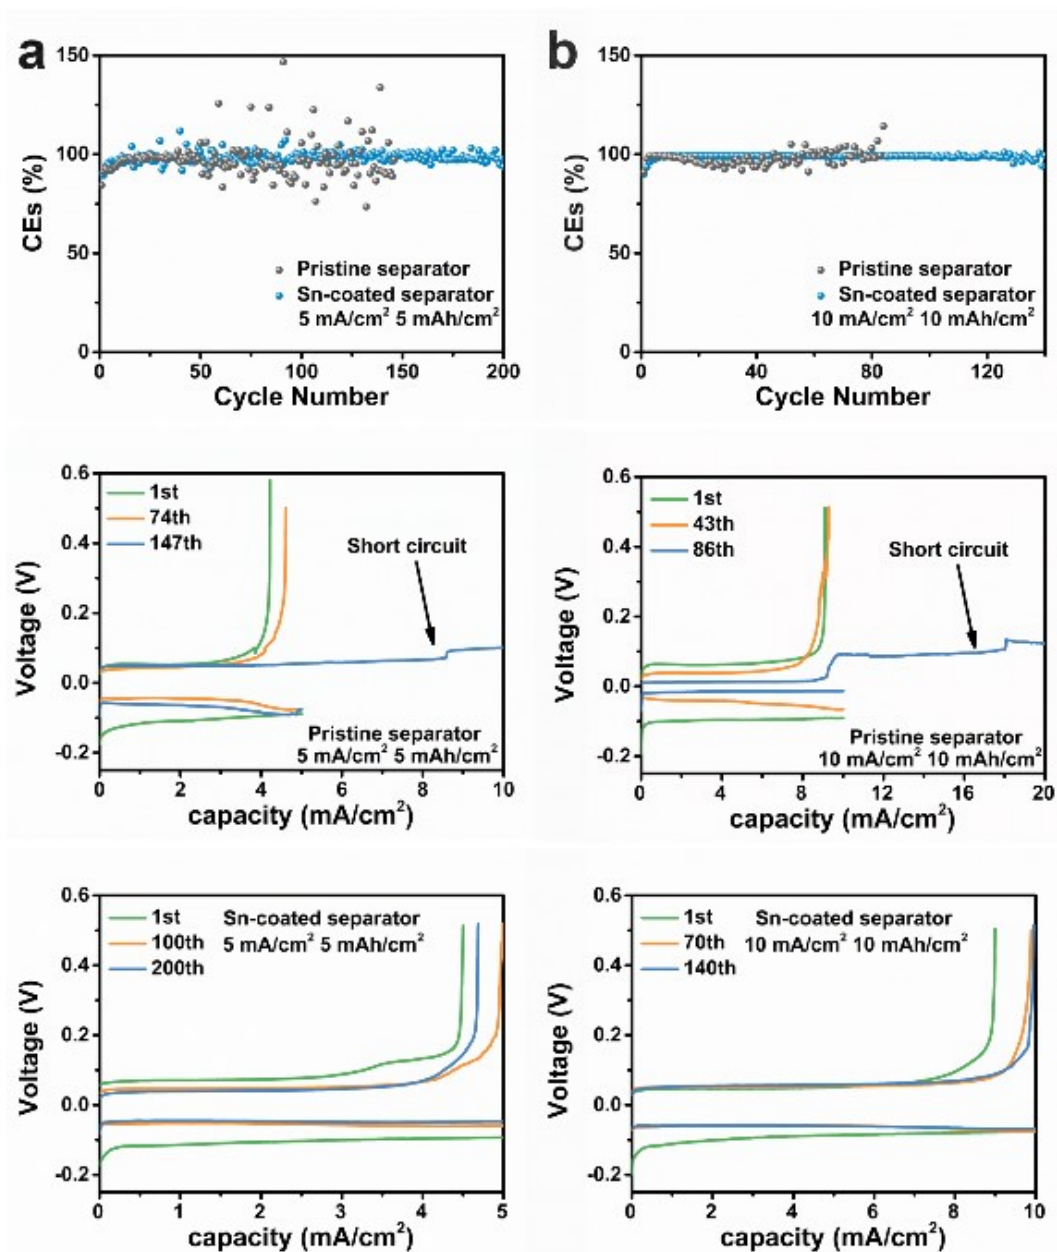 a
150
100
50
0
CEs (%)
Pristine separator
Sn-coated separator
5 mA/cm² 5 mAh/cm²
0 50 100 150 200
Cycle Number
b
150
100
50
0
CEs (%)
Pristine separator
Sn-coated separator
10 mA/cm² 10 mAh/cm²
0 40 80 120
Cycle Number
0.6
0.4
0.2
0.0
-0.2
Voltage (V)
1st
74th
147th
Short circuit
Pristine separator
5 mA/cm² 5 mAh/cm²
0 2 4 6 8 10
capacity (mA/cm²)
0.6
0.4
0.2
0.0
-0.2
Voltage (V)
1st
43th
86th
Short circuit
Pristine separator
10 mA/cm² 10 mAh/cm²
0 4 8 12 16 20
capacity (mA/cm²)
0.6
0.4
0.2
0.0
-0.2
Voltage (V)
1st
100th
200th
Sn-coated separator
5 mA/cm² 5 mAh/cm²
0 1 2 3 4 5
capacity (mA/cm²)
0.6
0.4
0.2
0.0
-0.2
Voltage (V)
1st
70th
140th
Sn-coated separator
10 mA/cm² 10 mAh/cm²
0 2 4 6 8 10
capacity (mA/cm²)